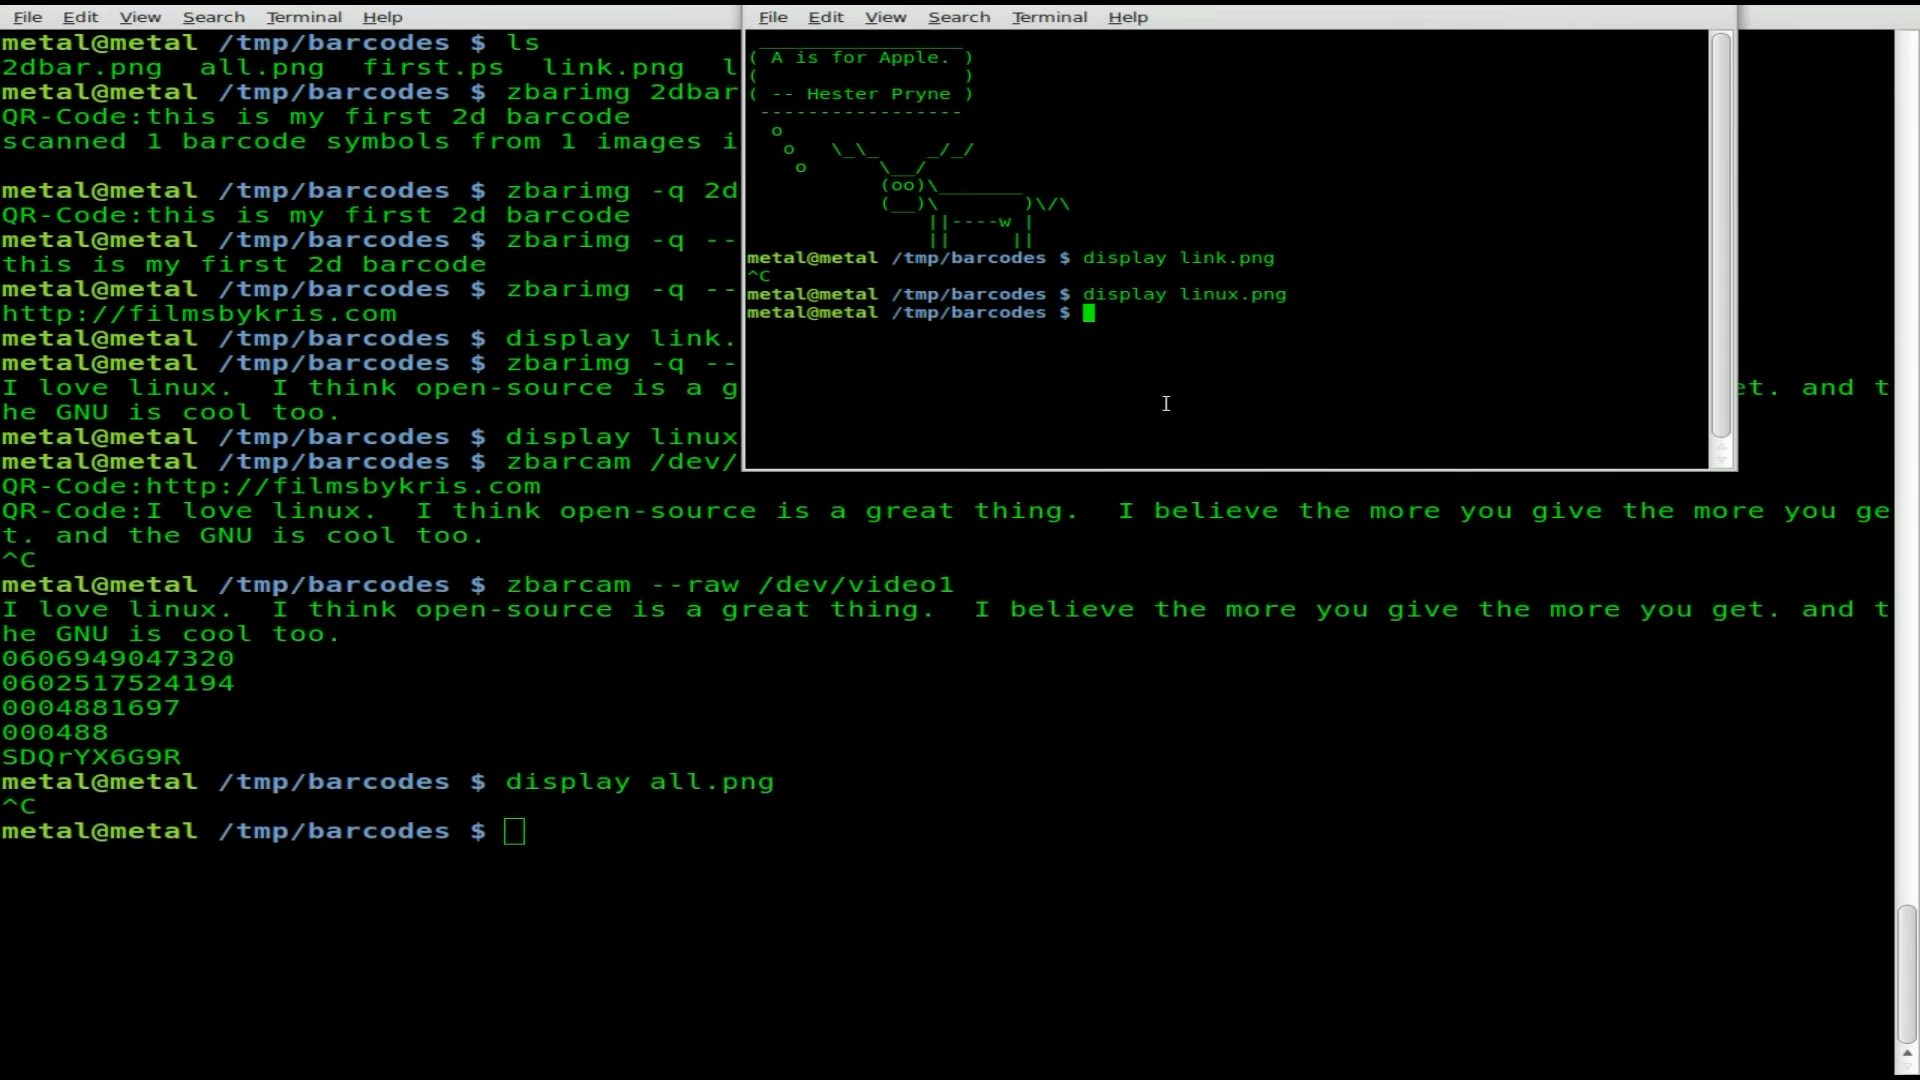 File Edit View Search Terminal Help
metal@metal /tmp/barcodes $ ls
2dbar.png  all.png  first.ps  link.png  l
metal@metal /tmp/barcodes $ zbarimg 2dbar
QR-Code:this is my first 2d barcode
scanned 1 barcode symbols from 1 images i
metal@metal /tmp/barcodes $ zbarimg -q 2d
QR-Code:this is my first 2d barcode
metal@metal /tmp/barcodes $ zbarimg -q --
this is my first 2d barcode
metal@metal /tmp/barcodes $ zbarimg -q --
http://filmsbykris.com
metal@metal /tmp/barcodes $ display link.
metal@metal /tmp/barcodes $ zbarimg -q --
I love linux.  I think open-source is a g et. and t
he GNU is cool too.
metal@metal /tmp/barcodes $ display linux
metal@metal /tmp/barcodes $ zbarcam /dev/
QR-Code:http://filmsbykris.com
QR-Code:I love linux.  I think open-source is a great thing.  I believe the more you give the more you ge
t. and the GNU is cool too.
^C
metal@metal /tmp/barcodes $ zbarcam --raw /dev/video1
I love linux.  I think open-source is a great thing.  I believe the more you give the more you get. and t
he GNU is cool too.
0606949047320
0602517524194
0004881697
000488
SDQrYX6G9R
metal@metal /tmp/barcodes $ display all.png
^C
metal@metal /tmp/barcodes $
File Edit View Search Terminal Help
 _________________
( A is for Apple. )
(                 )
( -- Hester Pryne )
 -----------------
  o
   o   \_\_    _/_/
    o      \__/
           (oo)\_______
           (__)\       )\/\
               ||----w |
               ||     ||
metal@metal /tmp/barcodes $ display link.png
^C
metal@metal /tmp/barcodes $ display linux.png
metal@metal /tmp/barcodes $